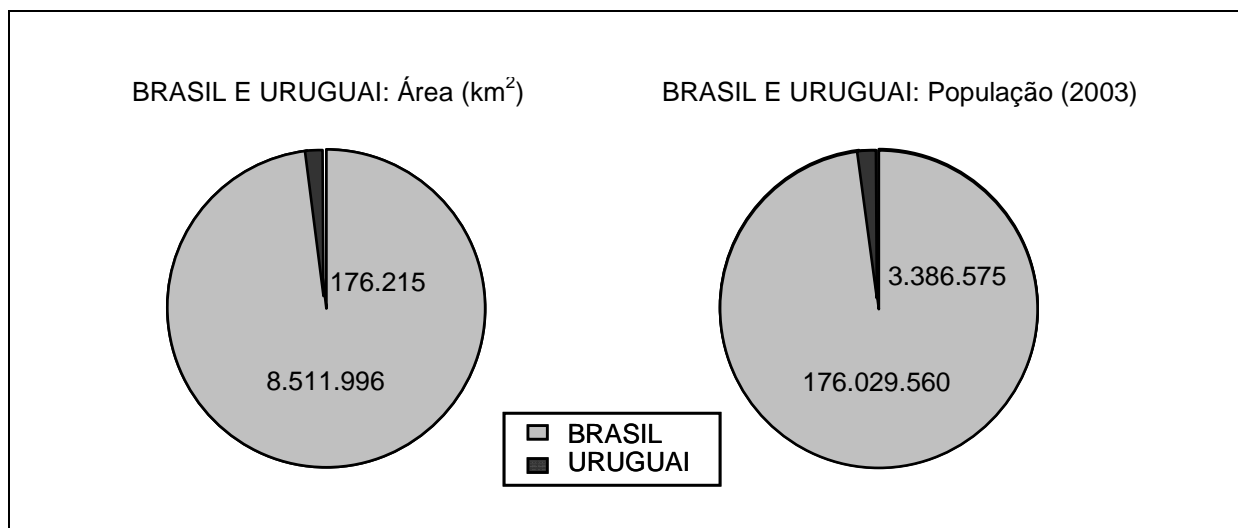 BRASIL E URUGUAI: Área (km²)
BRASIL E URUGUAI: População (2003)
176.215
8.511.996
3.386.575
176.029.560
BRASIL
URUGUAI